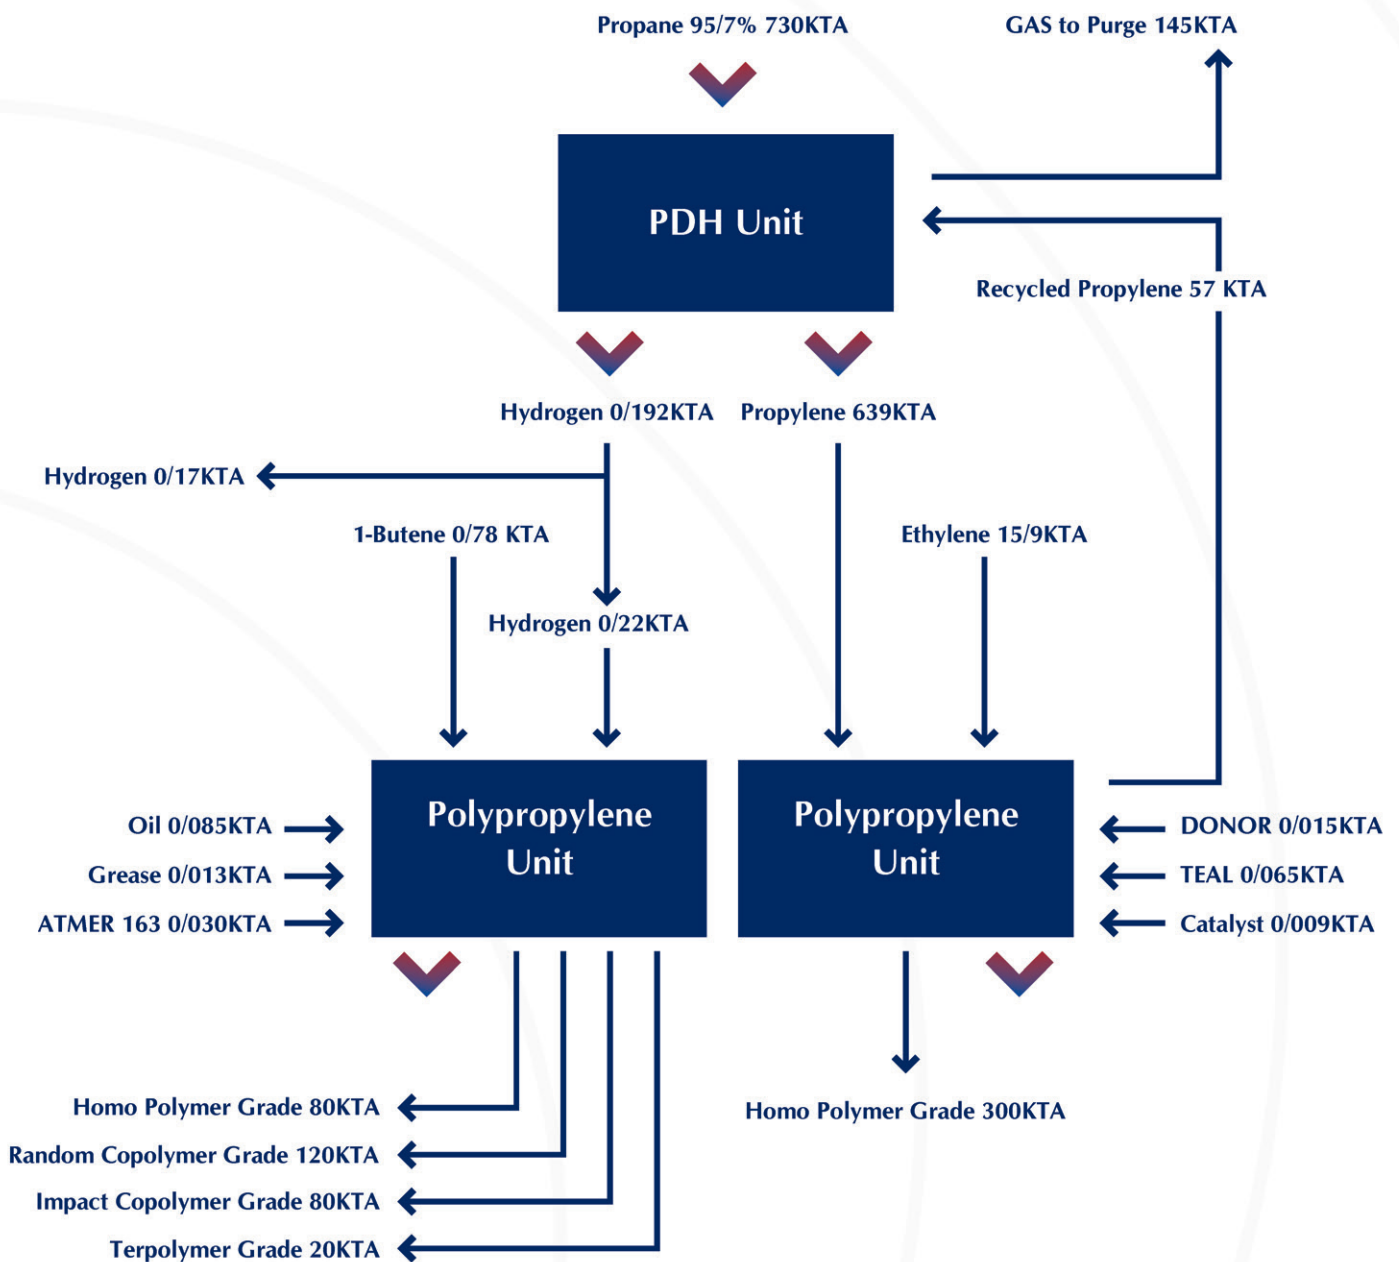 Propane 95/7% 730KTA
GAS to Purge 145KTA
PDH Unit
Recycled Propylene 57 KTA
Hydrogen 0/192KTA
Propylene 639KTA
Hydrogen 0/17KTA
1-Butene 0/78 KTA
Ethylene 15/9KTA
Hydrogen 0/22KTA
Polypropylene
Unit
Polypropylene
Unit
Oil 0/085KTA
Grease 0/013KTA
ATMER 163 0/030KTA
DONOR 0/015KTA
TEAL 0/065KTA
Catalyst 0/009KTA
Homo Polymer Grade 80KTA
Random Copolymer Grade 120KTA
Impact Copolymer Grade 80KTA
Terpolymer Grade 20KTA
Homo Polymer Grade 300KTA